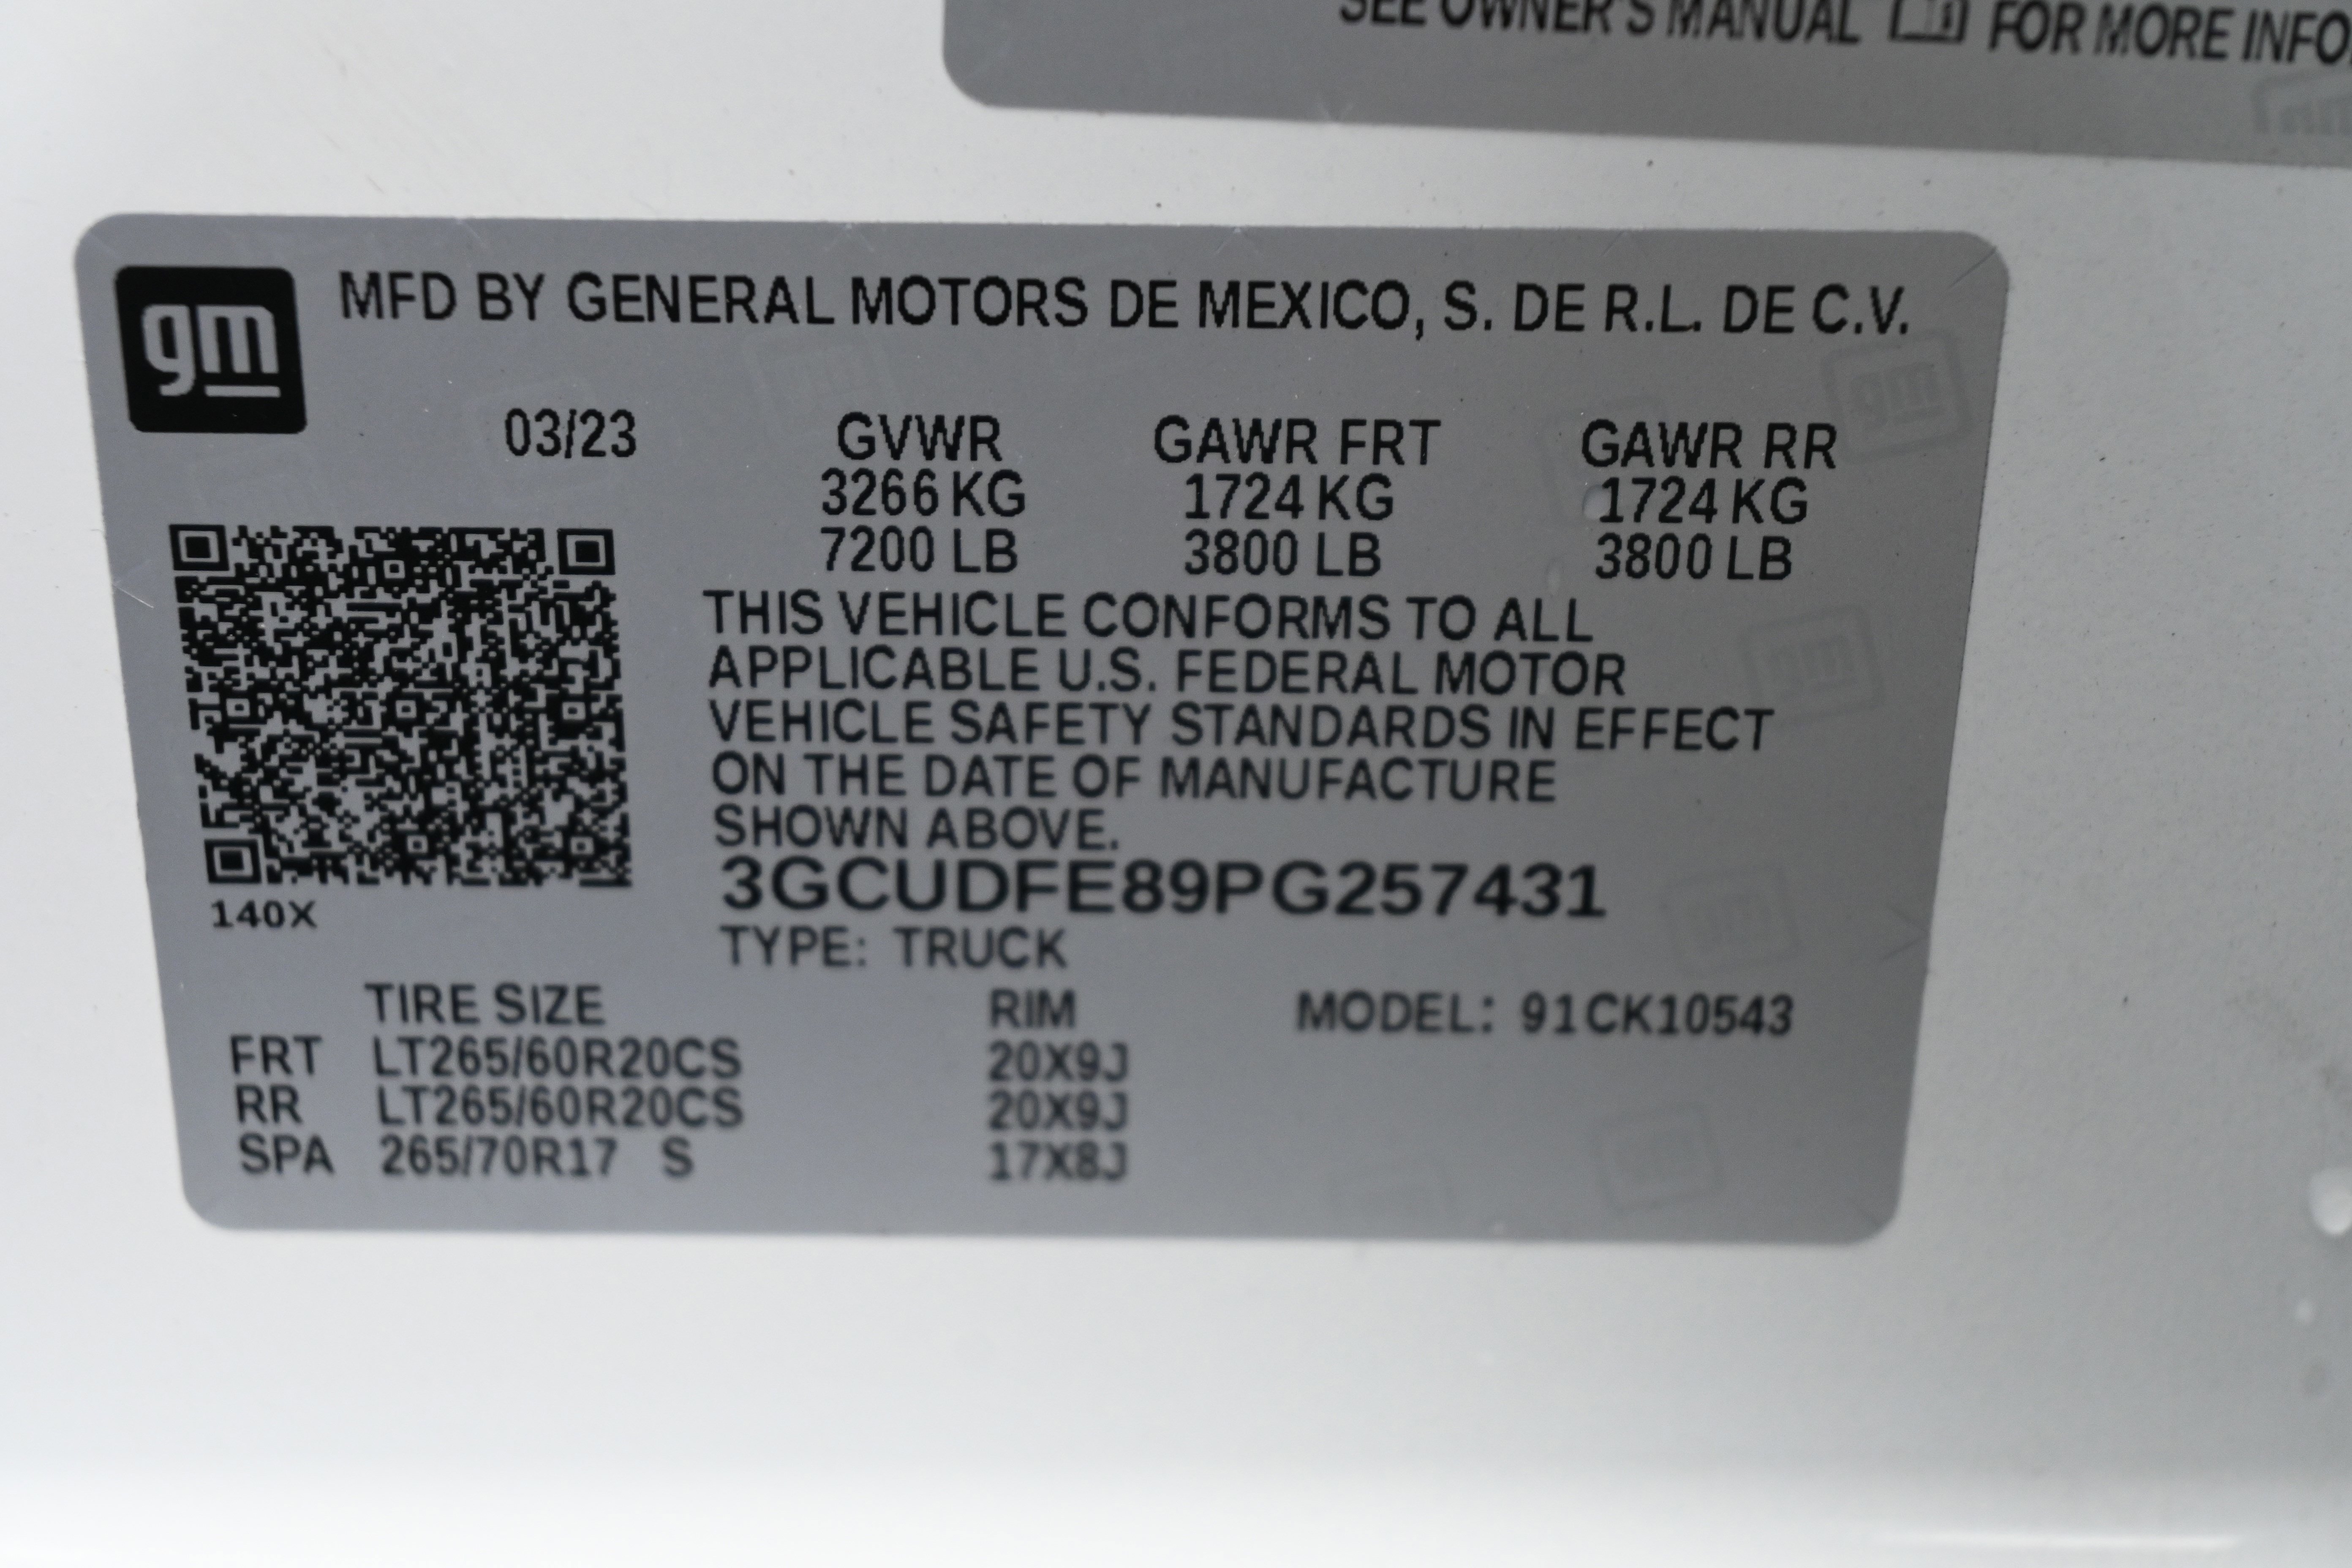 SEE OWNER'S MANUAL FOR MORE
gm
MFD BY GENERAL MOTORS DE MEXICO, S. DE R.L. DE C.V.
03/23 GVWR GAWR FRT GAWR RR
3266 KG 1724 KG 1724 KG
7200 LB 3800 LB 3800 LB
THIS VEHICLE CONFORMS TO ALL
APPLICABLE U.S. FEDERAL MOTOR
VEHICLE SAFETY STANDARDS IN EFFECT
ON THE DATE OF MANUFACTURE
SHOWN ABOVE.
3GCUDFE89PG257431
140X
TYPE: TRUCK
TIRE SIZE RIM MODEL: 91CK10543
FRT LT265/60R20CS 20X9J
RR LT265/60R20CS 20X9J
SPA 265/70R17 S 17X8J